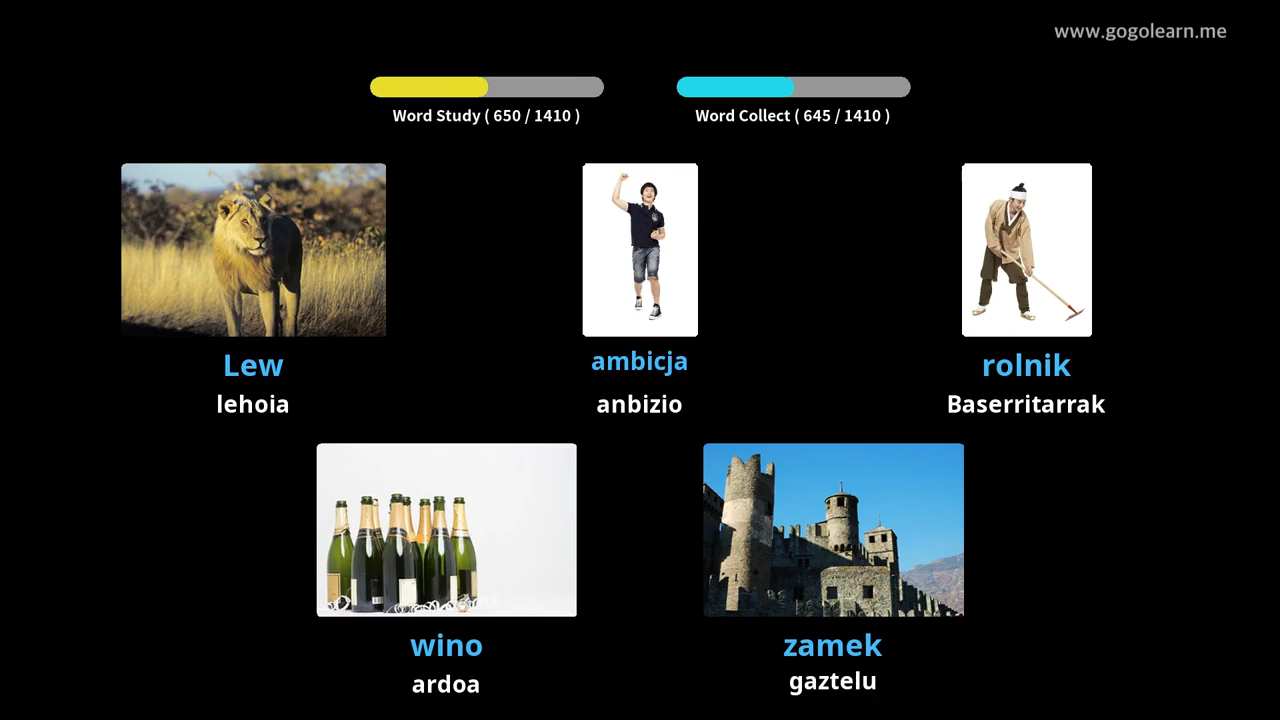 www.gogolearn.me
Word Study ( 650 / 1410 )
Word Collect ( 645 / 1410 )
Lew
lehoia
ambicja
anbizio
rolnik
Baserritarrak
wino
ardoa
zamek
gaztelu